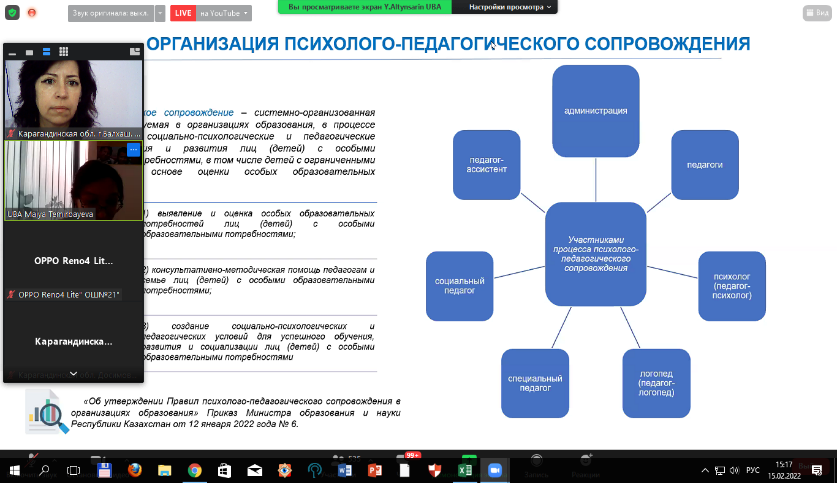 Звук оригинала: выкл.
LIVE
на YouTube
Вы просматриваете экран Y.Altynsarin UBA
Настройки просмотра
Вид
ОРГАНИЗАЦИЯ ПСИХОЛОГО-ПЕДАГОГИЧЕСКОГО СОПРОВОЖДЕНИЯ
Карагандинская обл. г Балхаш, ...
UBA Maiya Temirbayeva
OPPO Reno4 Lit...
OPPO Reno4 Lite" ОШ№21"
Карагандинска...
сопровождение – системно-организованная
в организациях образования, в процессе
социально-психологические и педагогические
и развития лиц (детей) с особыми
в том числе детей с ограниченными
основе оценки особых образовательных
1) выявление и оценка особых образовательных
потребностей лиц (детей) с особыми
образовательными потребностями;
2) консультативно-методическая помощь педагогам и
семье лиц (детей) с особыми образовательными
потребностями;
3) создание социально-психологических и
педагогических условий для успешного обучения,
развития и социализации лиц (детей) с особыми
образовательными потребностями
«Об утверждении Правил психолого-педагогического сопровождения в
организациях образования» Приказ Министра образования и науки
Республики Казахстан от 12 января 2022 года № 6.
администрация
педагог-
ассистент
педагоги
Участниками
процесса психолого-
педагогического
сопровождения
социальный
педагог
психолог
(педагог-
психолог)
специальный
педагог
логопед
(педагог-
логопед)
99+
РУС
15:17
15.02.2022